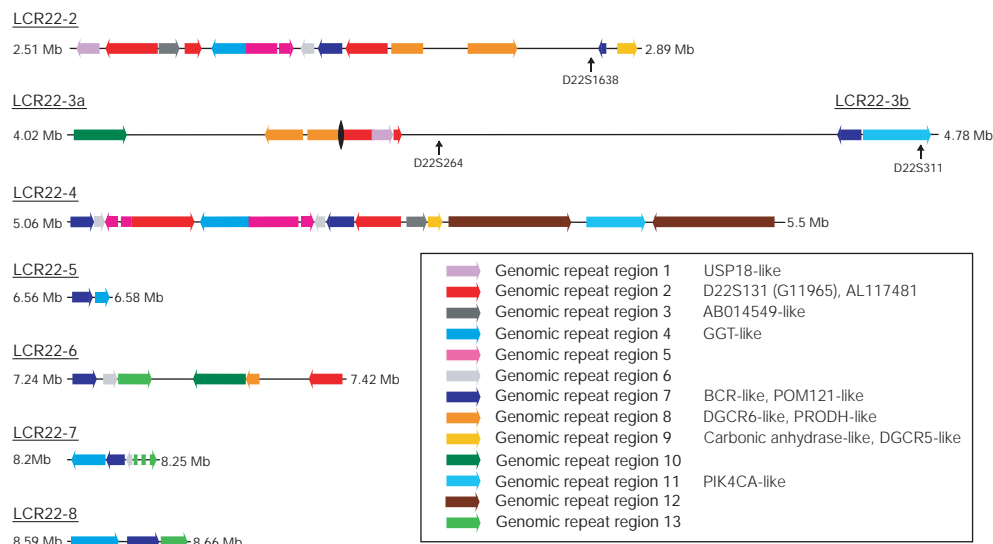 LCR22-2
2.51 Mb 2.89 Mb
D22S1638
LCR22-3a LCR22-3b
4.02 Mb 4.78 Mb
D22S264 D22S311
LCR22-4
5.06 Mb 5.5 Mb
LCR22-5
6.56 Mb 6.58 Mb
LCR22-6
7.24 Mb 7.42 Mb
LCR22-7
8.2Mb 8.25 Mb
LCR22-8
8.59 Mb 8.66 Mb
Genomic repeat region 1 USP18-like
Genomic repeat region 2 D22S131 (G11965), AL117481
Genomic repeat region 3 AB014549-like
Genomic repeat region 4 GGT-like
Genomic repeat region 5
Genomic repeat region 6
Genomic repeat region 7 BCR-like, POM121-like
Genomic repeat region 8 DGCR6-like, PRODH-like
Genomic repeat region 9 Carbonic anhydrase-like, DGCR5-like
Genomic repeat region 10
Genomic repeat region 11 PIK4CA-like
Genomic repeat region 12
Genomic repeat region 13